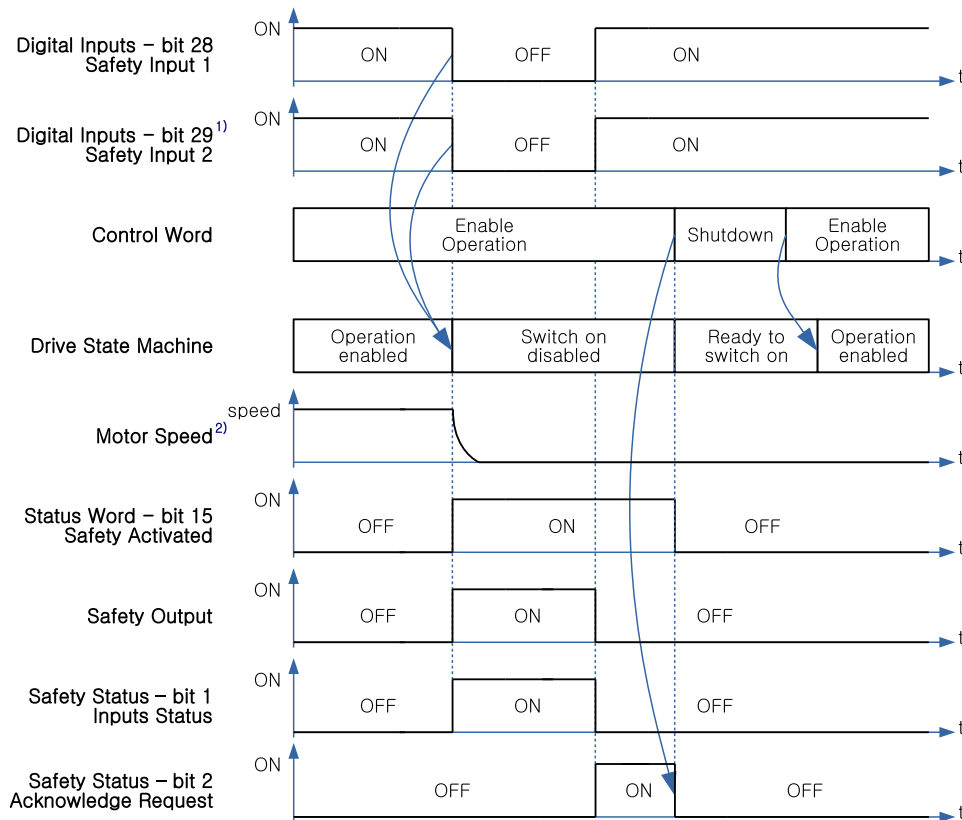 ON
Digital Inputs – bit 28
Safety Input 1
ON
OFF
ON
t
ON
Digital Inputs – bit 29 1)
Safety Input 2
ON
OFF
ON
t
Control Word
Enable
Operation
Shutdown
Enable
Operation
t
Drive State Machine
Operation
enabled
Switch on
disabled
Ready to
switch on
Operation
enabled
t
speed
Motor Speed 2)
t
ON
Status Word – bit 15
Safety Activated
OFF
ON
OFF
t
ON
Safety Output
OFF
ON
OFF
t
ON
Safety Status – bit 1
Inputs Status
OFF
ON
OFF
t
ON
Safety Status – bit 2
Acknowledge Request
OFF
ON
OFF
t